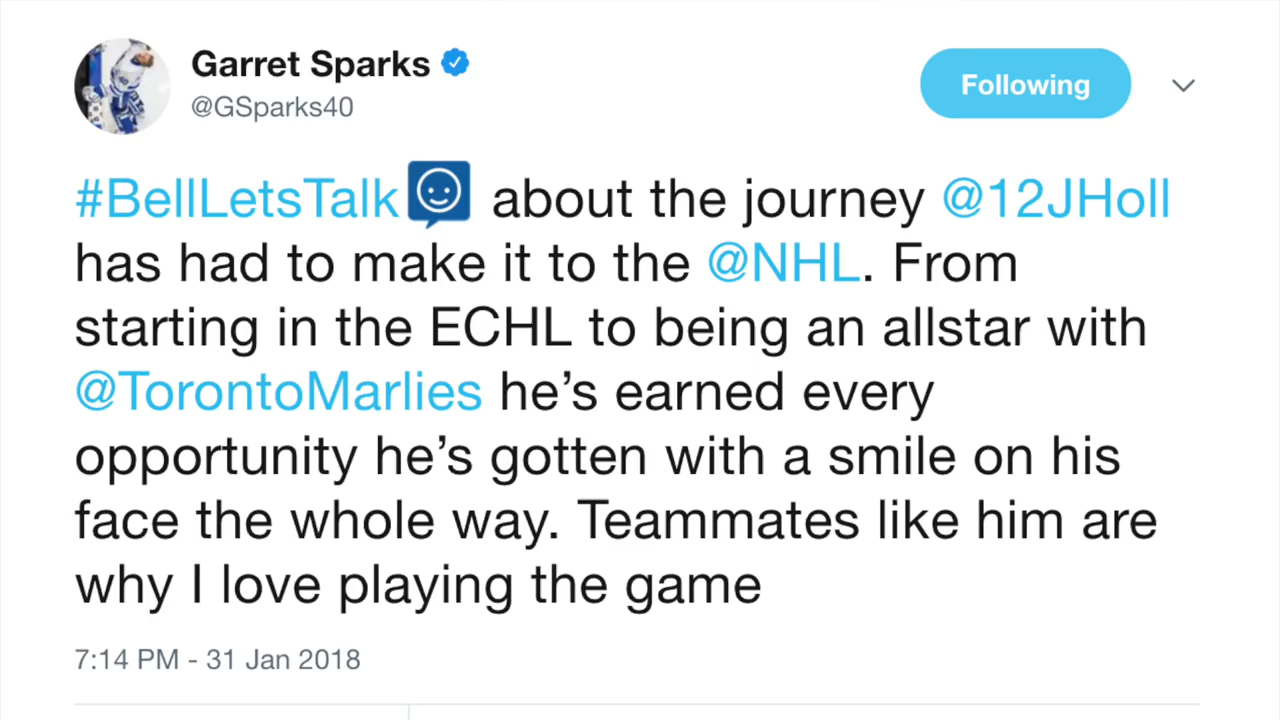 Garret Sparks
@GSparks40
Following
#BellLetsTalk about the journey @12JHoll
has had to make it to the @NHL. From
starting in the ECHL to being an allstar with
@TorontoMarlies he’s earned every
opportunity he’s gotten with a smile on his
face the whole way. Teammates like him are
why I love playing the game
7:14 PM - 31 Jan 2018